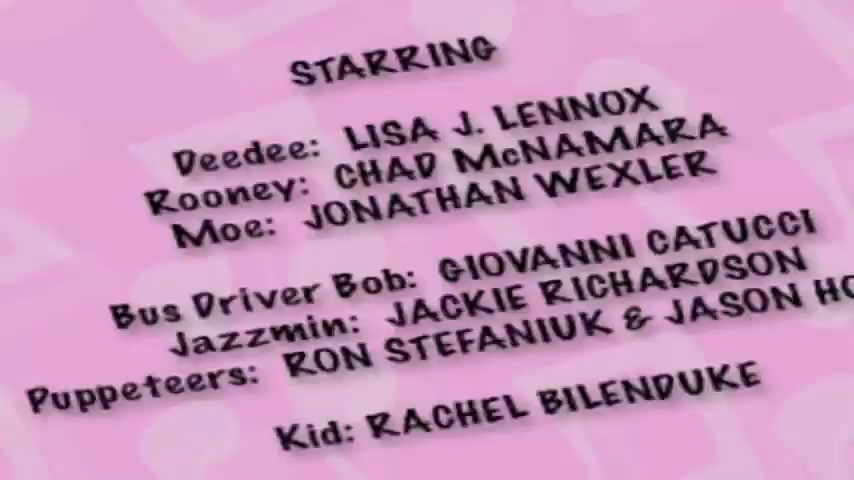 STARRING
Deedee: LISA J. LENNOX
Rooney: CHAD McNAMARA
Moe: JONATHAN WEXLER
Bus Driver Bob: GIOVANNI CATUCCI
Jazzmin: JACKIE RICHARDSON
Puppeteers: RON STEFANIUK & JASON HO
Kid: RACHEL BILENDUKE